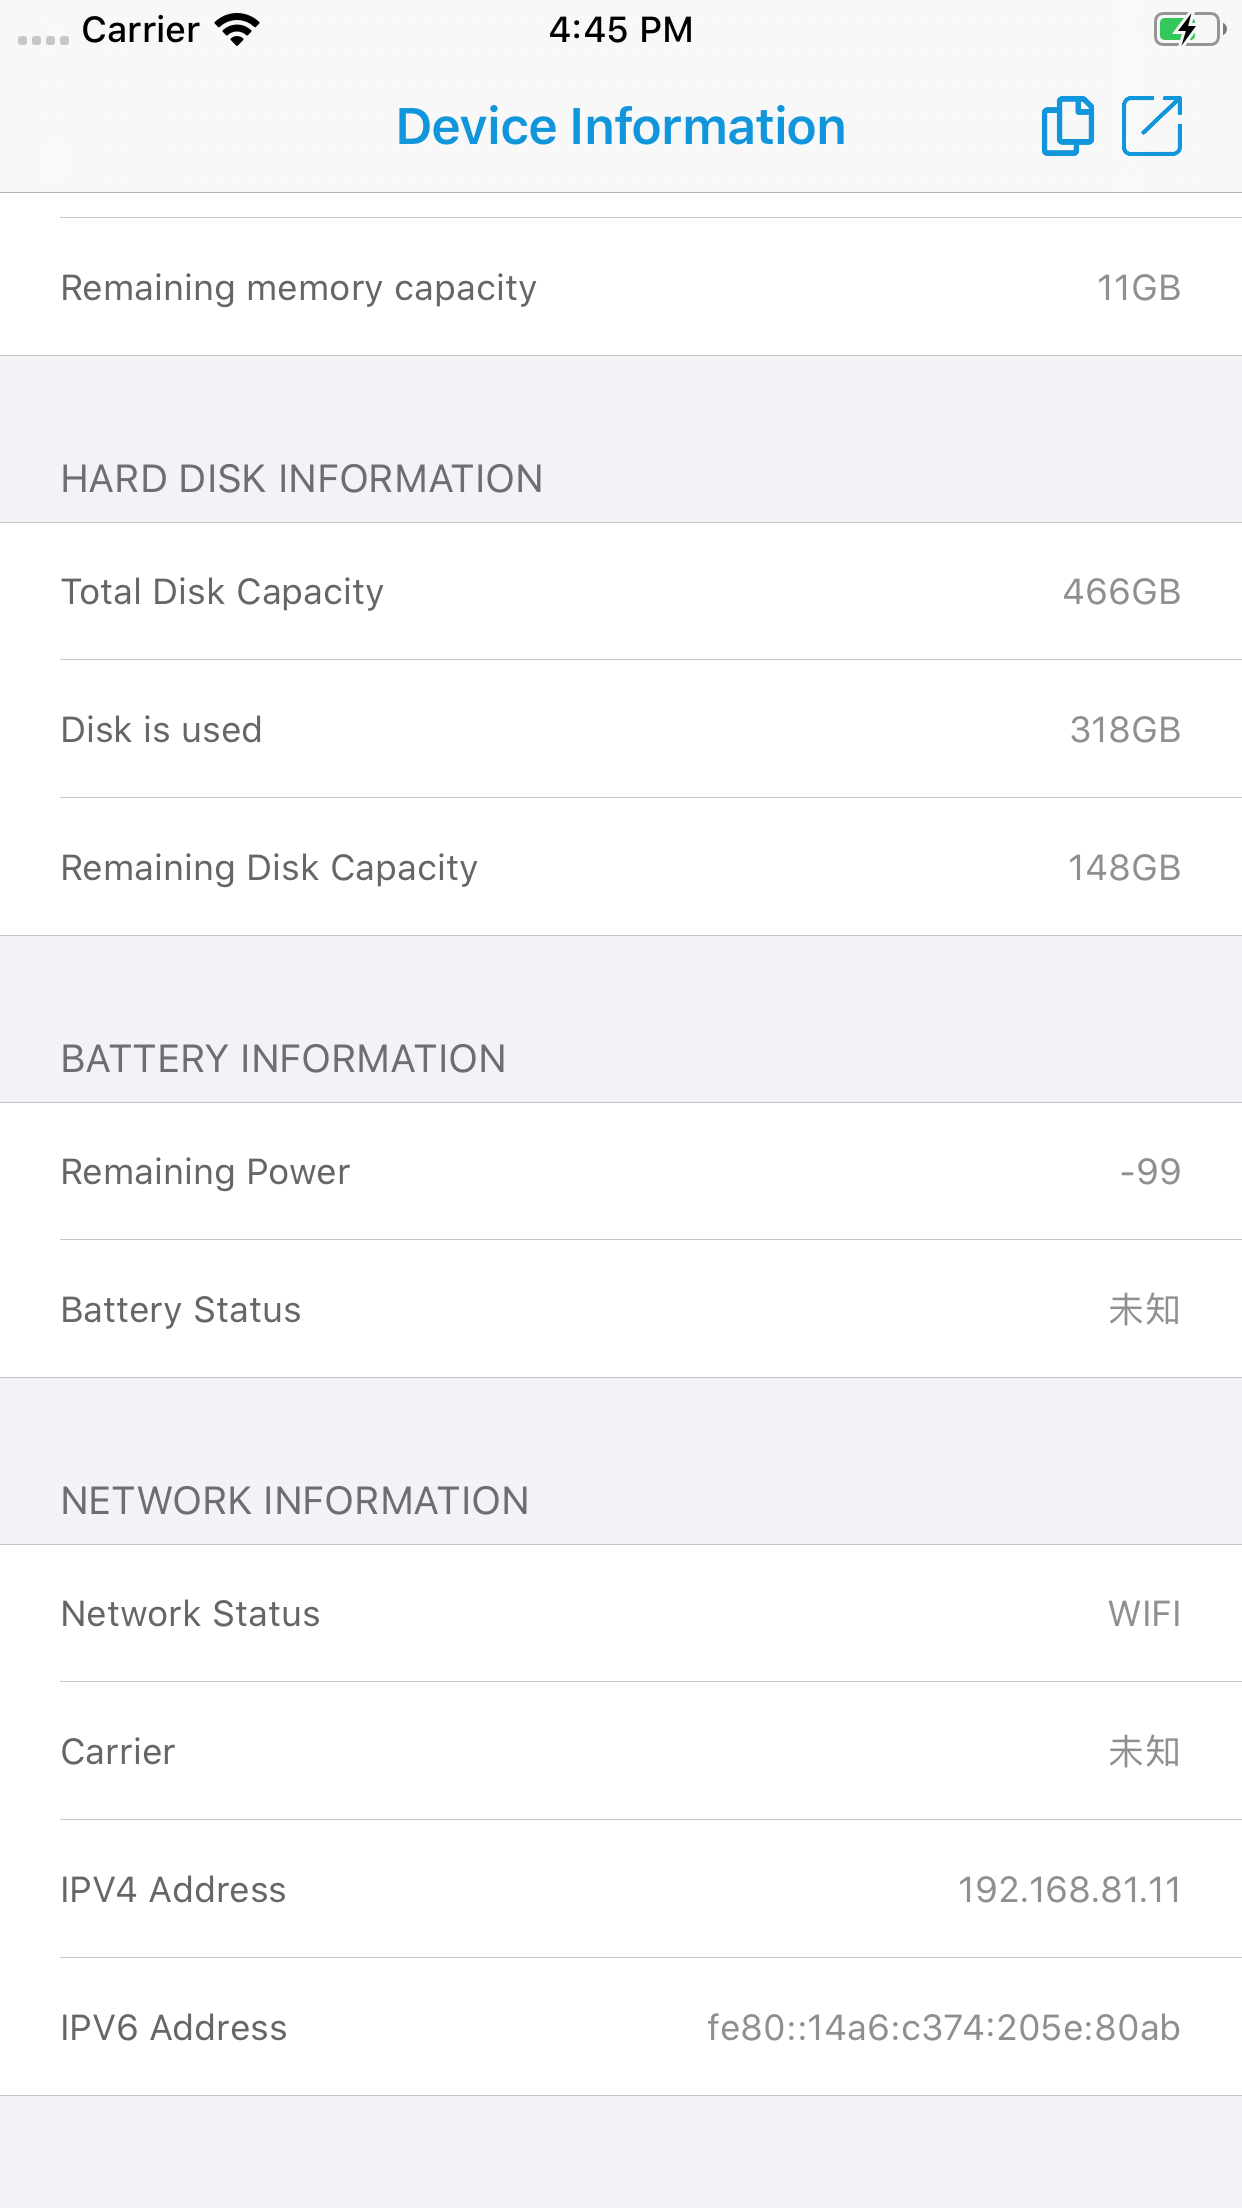 Carrier 4:45 PM
Device Information
Remaining memory capacity 11GB
HARD DISK INFORMATION
Total Disk Capacity 466GB
Disk is used 318GB
Remaining Disk Capacity 148GB
BATTERY INFORMATION
Remaining Power -99
Battery Status 未知
NETWORK INFORMATION
Network Status WIFI
Carrier 未知
IPV4 Address 192.168.81.11
IPV6 Address fe80::14a6:c374:205e:80ab